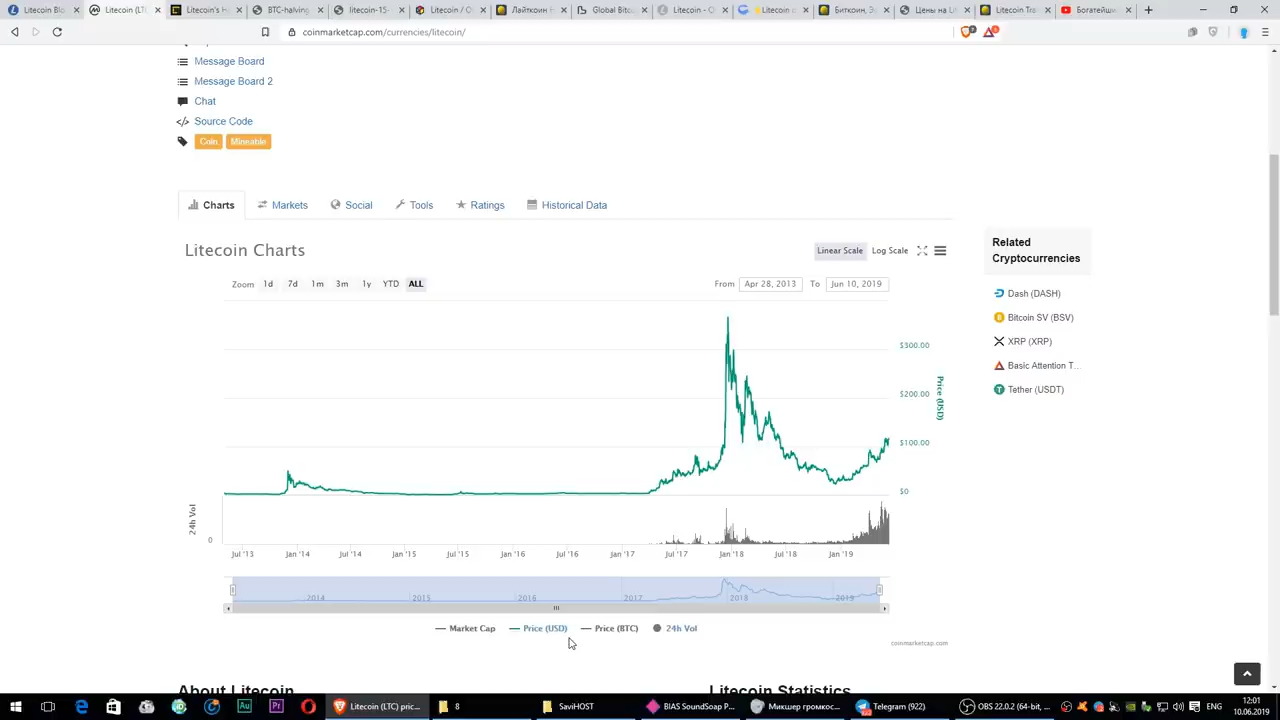 Litecoin Blo
Litecoin (LTC
Litecoin's Ha
BTC-halving
litecoin-15-
Litecoin / О
Лайткоин Н
Global Bitco
Litecoin - С
Litecoin с
Биткоин, З
Цены на Lit
Litecoin Tra
Богатейши
coinmarketcap.com/currencies/litecoin/
Message Board
Message Board 2
Chat
Source Code
Coin
Mineable
Charts
Markets
Social
Tools
Ratings
Historical Data
Litecoin Charts
Linear Scale
Log Scale
Zoom 1d 7d 1m 3m 1y YTD ALL
From Apr 28, 2013 To Jun 10, 2019
$300.00
$200.00
$100.00
$0
Price (USD)
24h Vol
0
Jul '13 Jan '14 Jul '14 Jan '15 Jul '15 Jan '16 Jul '16 Jan '17 Jul '17 Jan '18 Jul '18 Jan '19
2014 2015 2016 2017 2018 2019
Market Cap
Price (USD)
Price (BTC)
24h Vol
coinmarketcap.com
Related
Cryptocurrencies
Dash (DASH)
Bitcoin SV (BSV)
XRP (XRP)
Basic Attention T...
Tether (USDT)
About Litecoin
Litecoin Statistics
Litecoin (LTC) pric...
8
SaviHOST
BIAS SoundSoap P...
Микшер громкос...
Telegram (922)
OBS 22.0.2 (64-bit, ...
ENG
12:01
10.06.2019